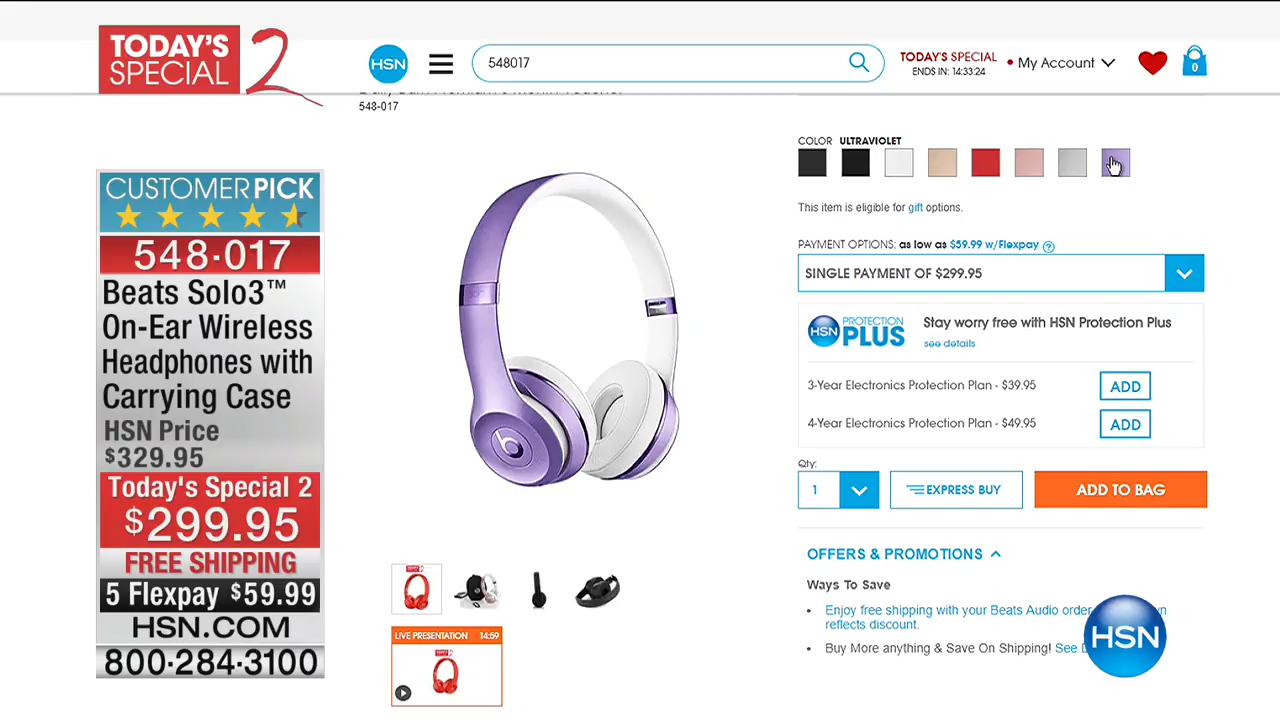 TODAY'S
SPECIAL 2
HSN
548017
TODAY'S SPECIAL
ENDS IN: 14:33:24
My Account
0
548-017
CUSTOMER PICK
548-017
Beats Solo3™
On-Ear Wireless
Headphones with
Carrying Case
HSN Price
$329.95
Today's Special 2
$299.95
FREE SHIPPING
5 Flexpay $59.99
HSN.COM
800-284-3100
LIVE PRESENTATION 14:59
COLOR ULTRAVIOLET
This item is eligible for gift options.
PAYMENT OPTIONS: as low as $59.99 w/Flexpay ?
SINGLE PAYMENT OF $299.95
HSN PROTECTION PLUS
Stay worry free with HSN Protection Plus
see details
3-Year Electronics Protection Plan - $39.95 ADD
4-Year Electronics Protection Plan - $49.95 ADD
Qty:
1 EXPRESS BUY ADD TO BAG
OFFERS & PROMOTIONS
Ways To Save
• Enjoy free shipping with your Beats Audio order
reflects discount.
• Buy More anything & Save On Shipping! See
HSN